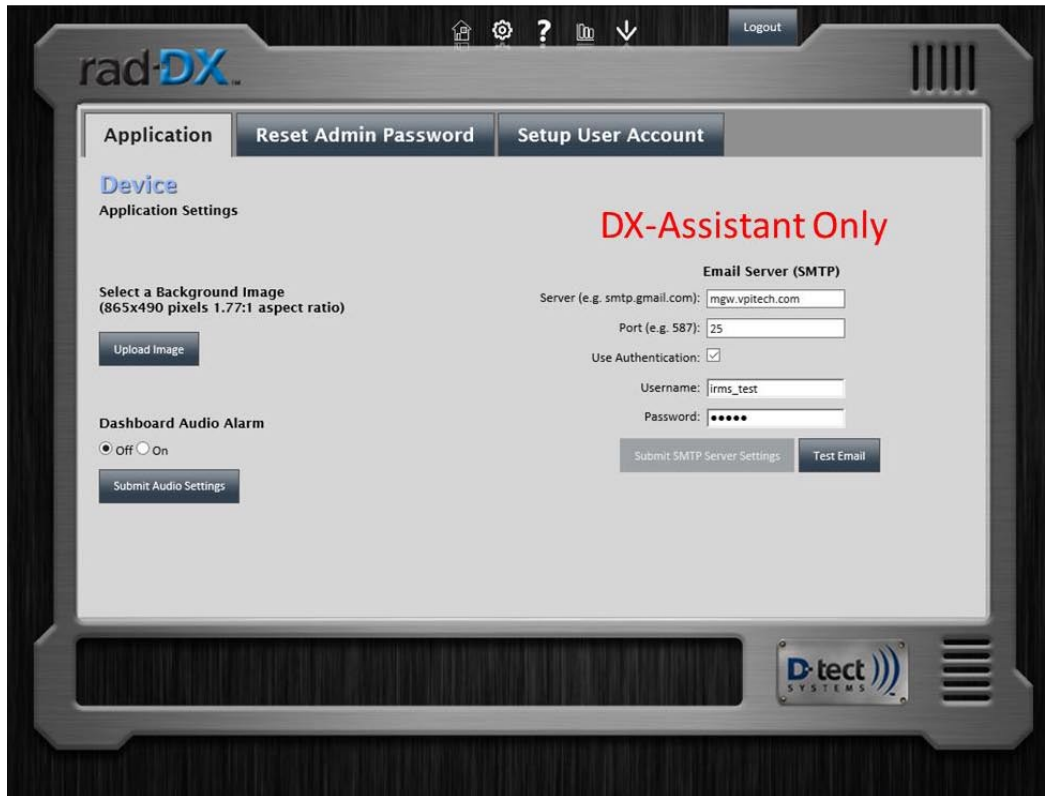 Logout
rad-DX™
Application
Reset Admin Password
Setup User Account
Device
Application Settings
DX-Assistant Only
Select a Background Image
(865x490 pixels 1.77:1 aspect ratio)
Upload Image
Dashboard Audio Alarm
Off On
Submit Audio Settings
Email Server (SMTP)
Server (e.g. smtp.gmail.com): mgw.vpitech.com
Port (e.g. 587): 25
Use Authentication:
Username: irms_test
Password: •••••
Submit SMTP Server Settings
Test Email
D-tect
SYSTEMS